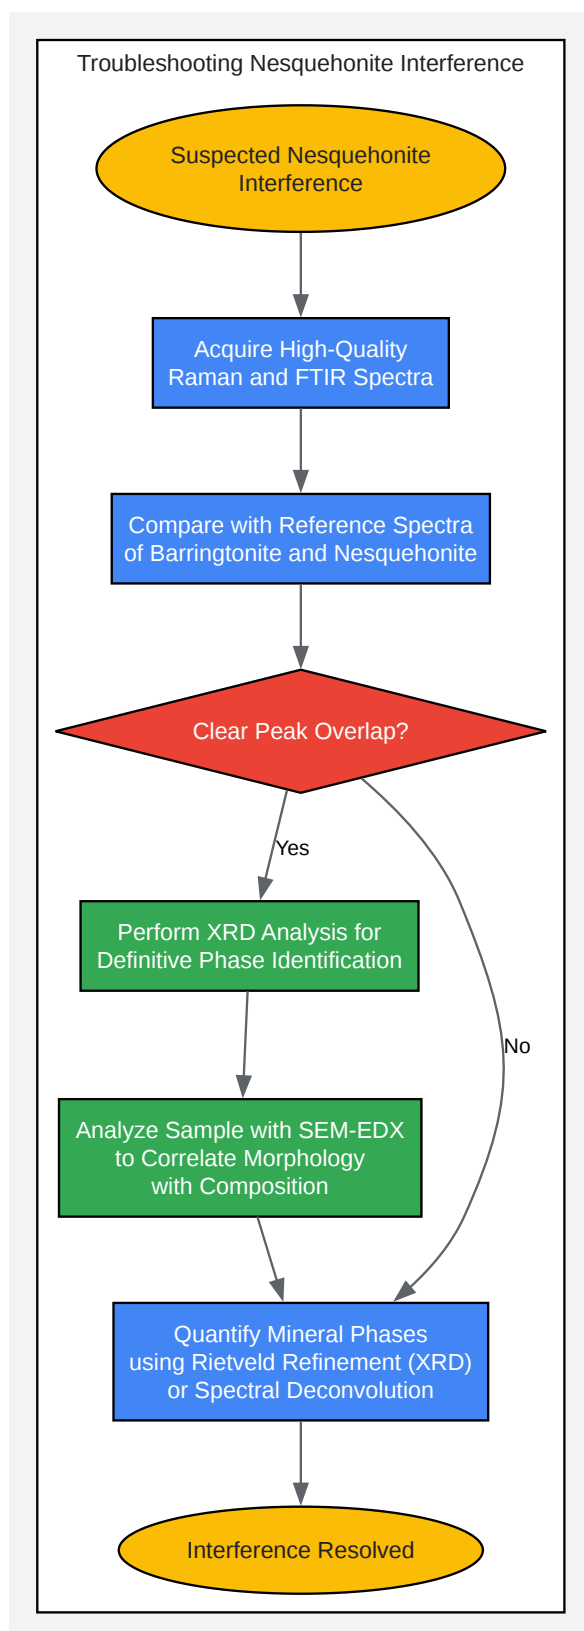 Troubleshooting Nesquehonite Interference
Suspected Nesquehonite
Interference
Acquire High-Quality
Raman and FTIR Spectra
Compare with Reference Spectra
of Barringtonite and Nesquehonite
Clear Peak Overlap?
Yes
Perform XRD Analysis for
Definitive Phase Identification
No
Analyze Sample with SEM-EDX
to Correlate Morphology
with Composition
Quantify Mineral Phases
using Rietveld Refinement (XRD)
or Spectral Deconvolution
Interference Resolved